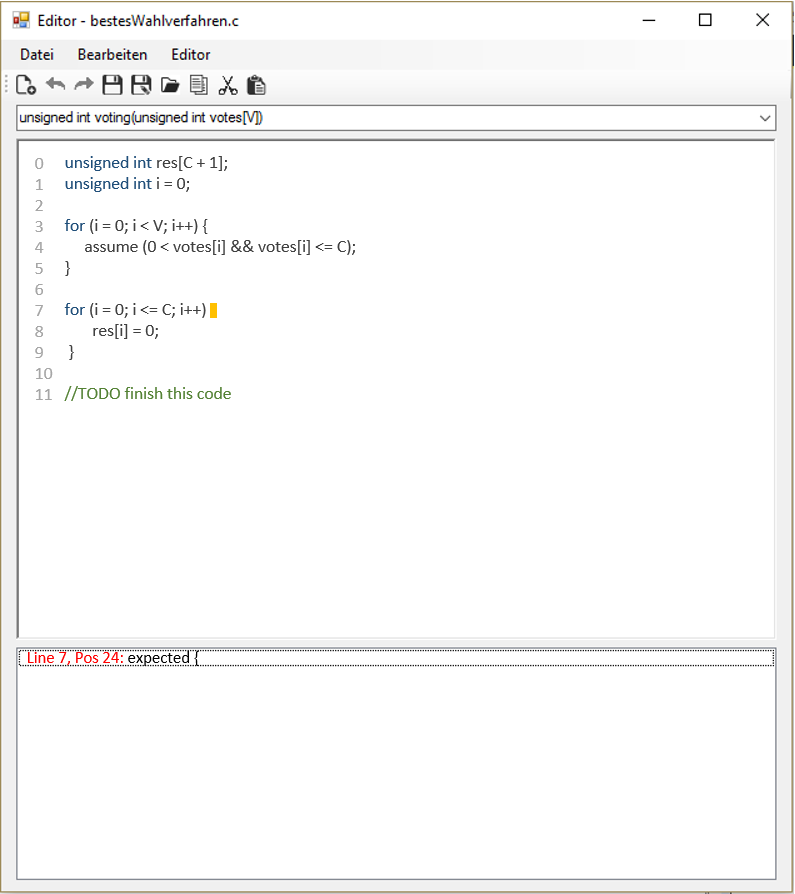 Editor - bestesWahlverfahren.c
Datei Bearbeiten Editor
unsigned int voting(unsigned int votes[V])
0 unsigned int res[C + 1];
1 unsigned int i = 0;
2
3 for (i = 0; i < V; i++) {
4 assume (0 < votes[i] && votes[i] <= C);
5 }
6
7 for (i = 0; i <= C; i++)
8 res[i] = 0;
9 }
10
11 //TODO finish this code
Line 7, Pos 24: expected {